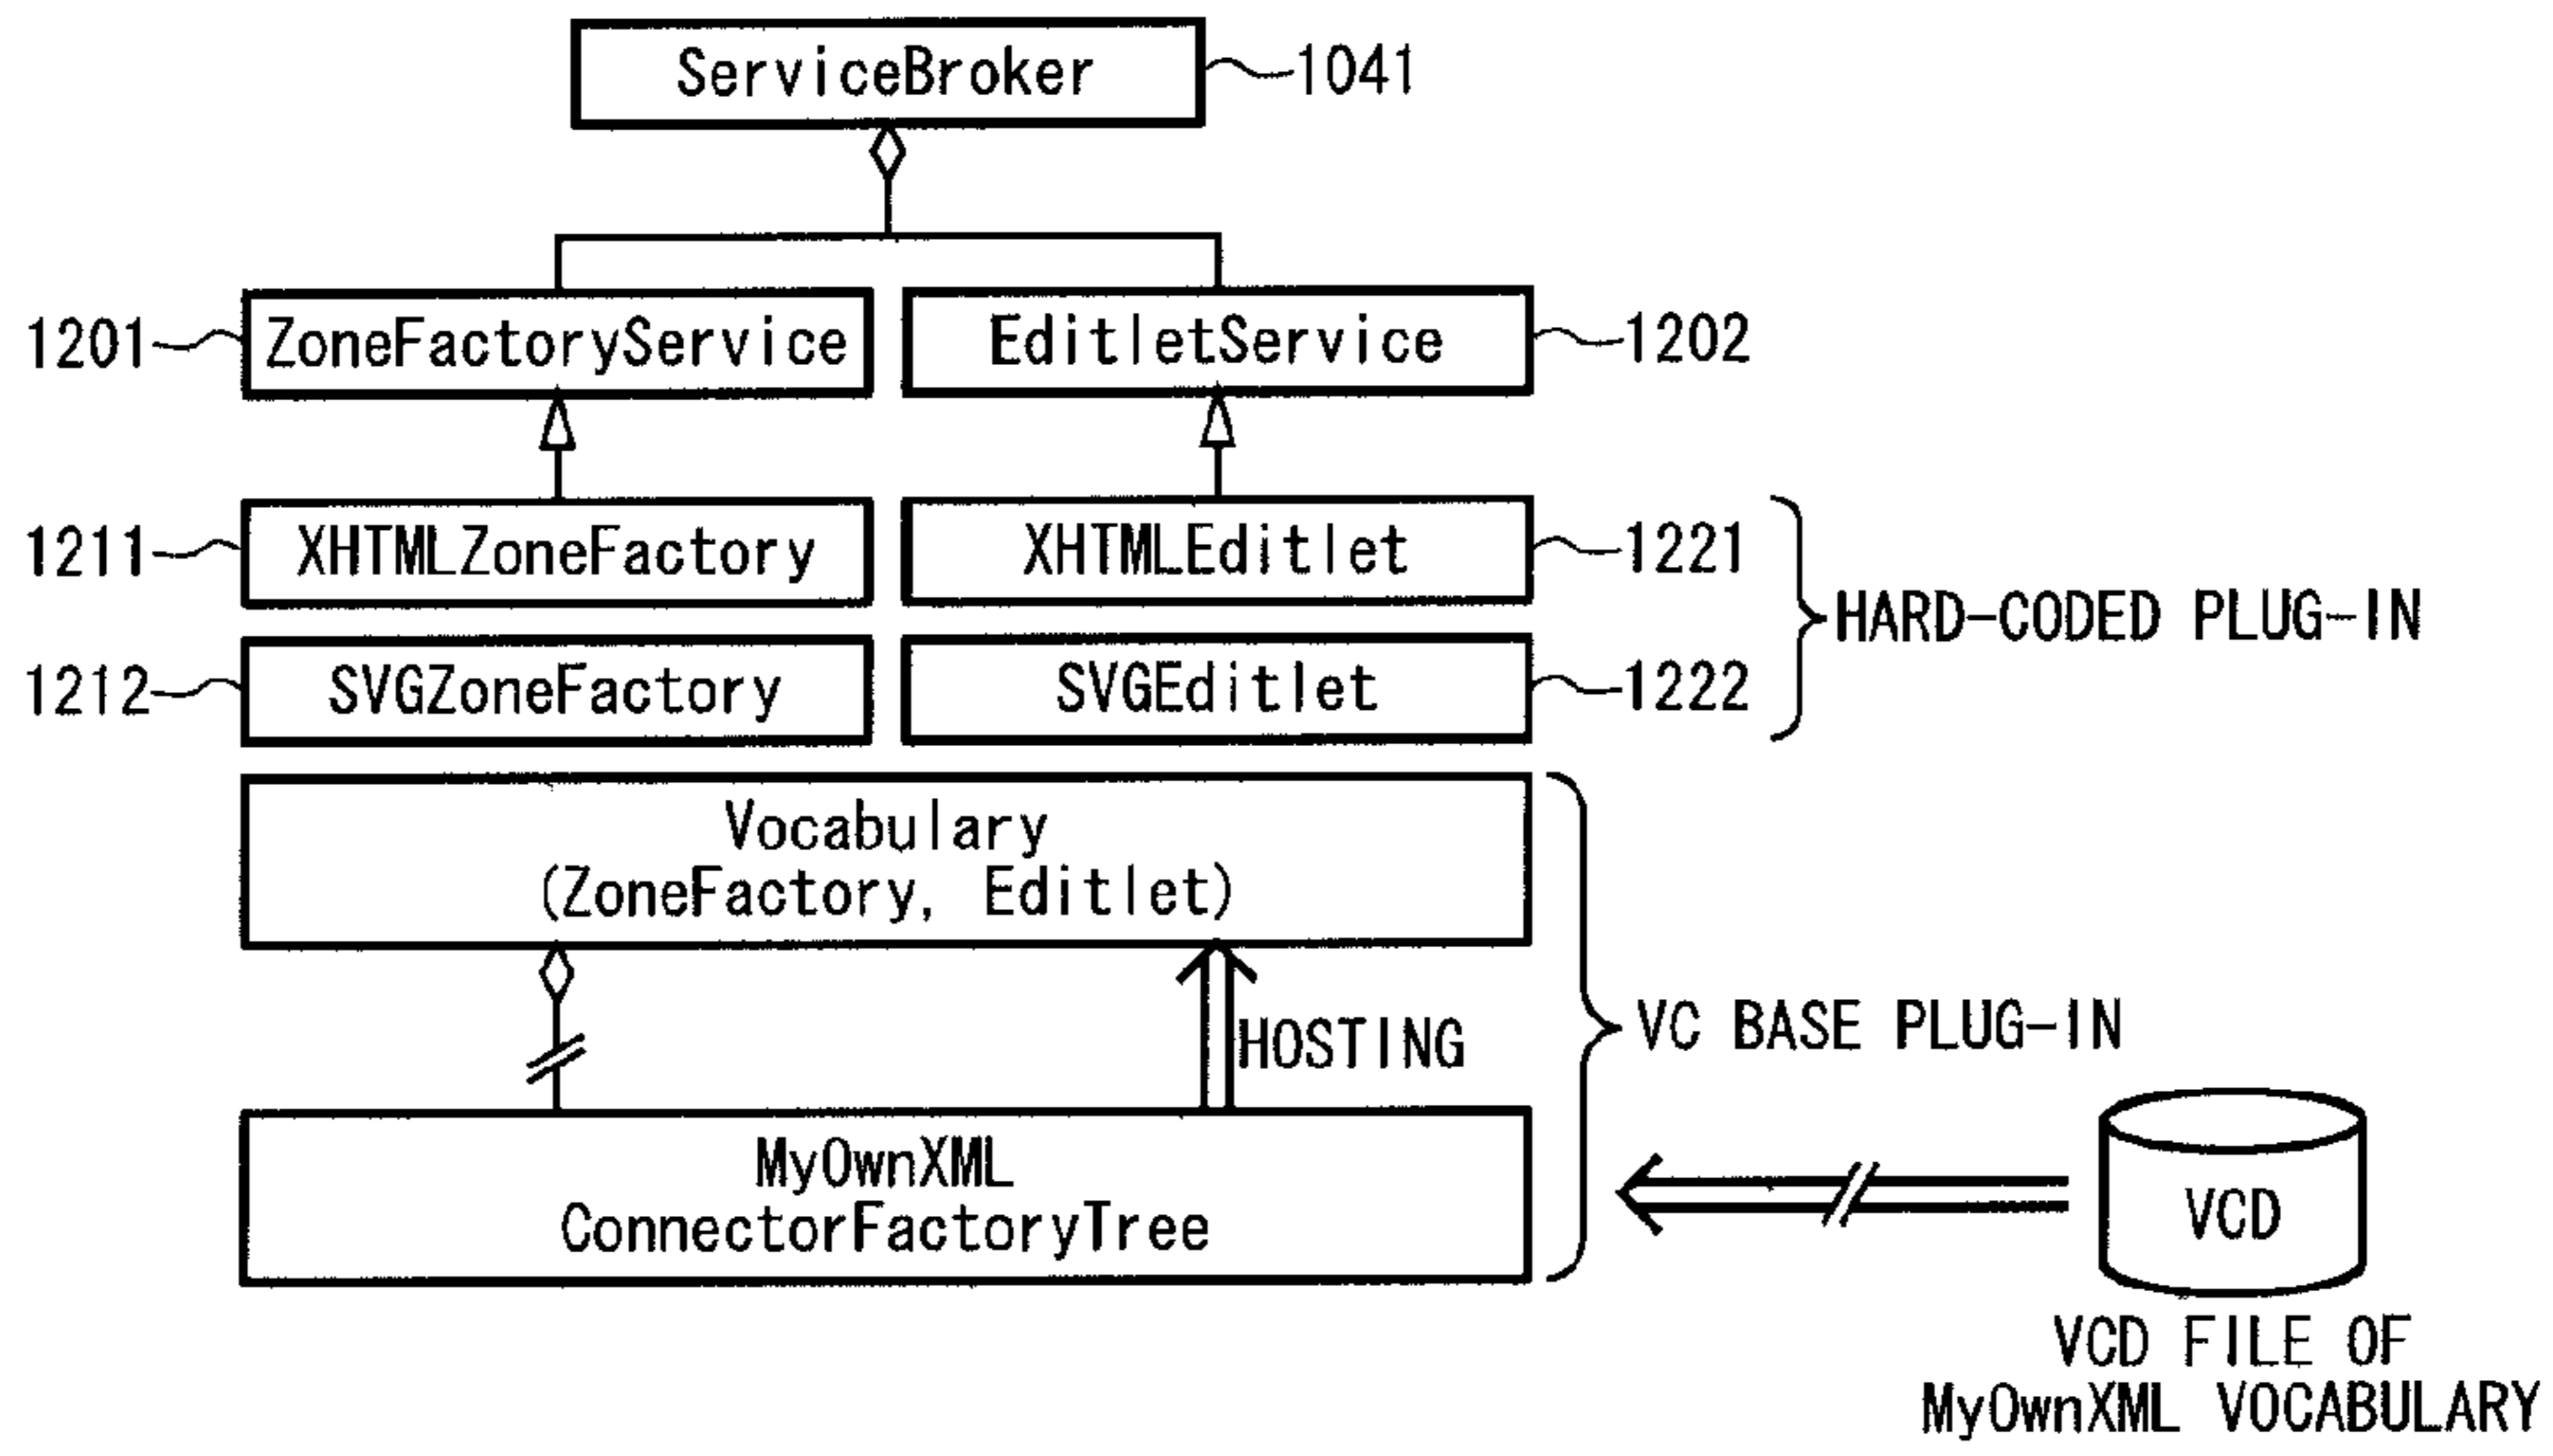 ServiceBroker 1041
1201 ZoneFactoryService EditletService 1202
1211 XHTMLZoneFactory XHTMLEditlet 1221
HARD-CODED PLUG-IN
1212 SVGZoneFactory SVGEditlet 1222
Vocabulary
(ZoneFactory, Editlet)
HOSTING
VC BASE PLUG-IN
MyOwnXML
ConnectorFactoryTree
VCD
VCD FILE OF
MyOwnXML VOCABULARY